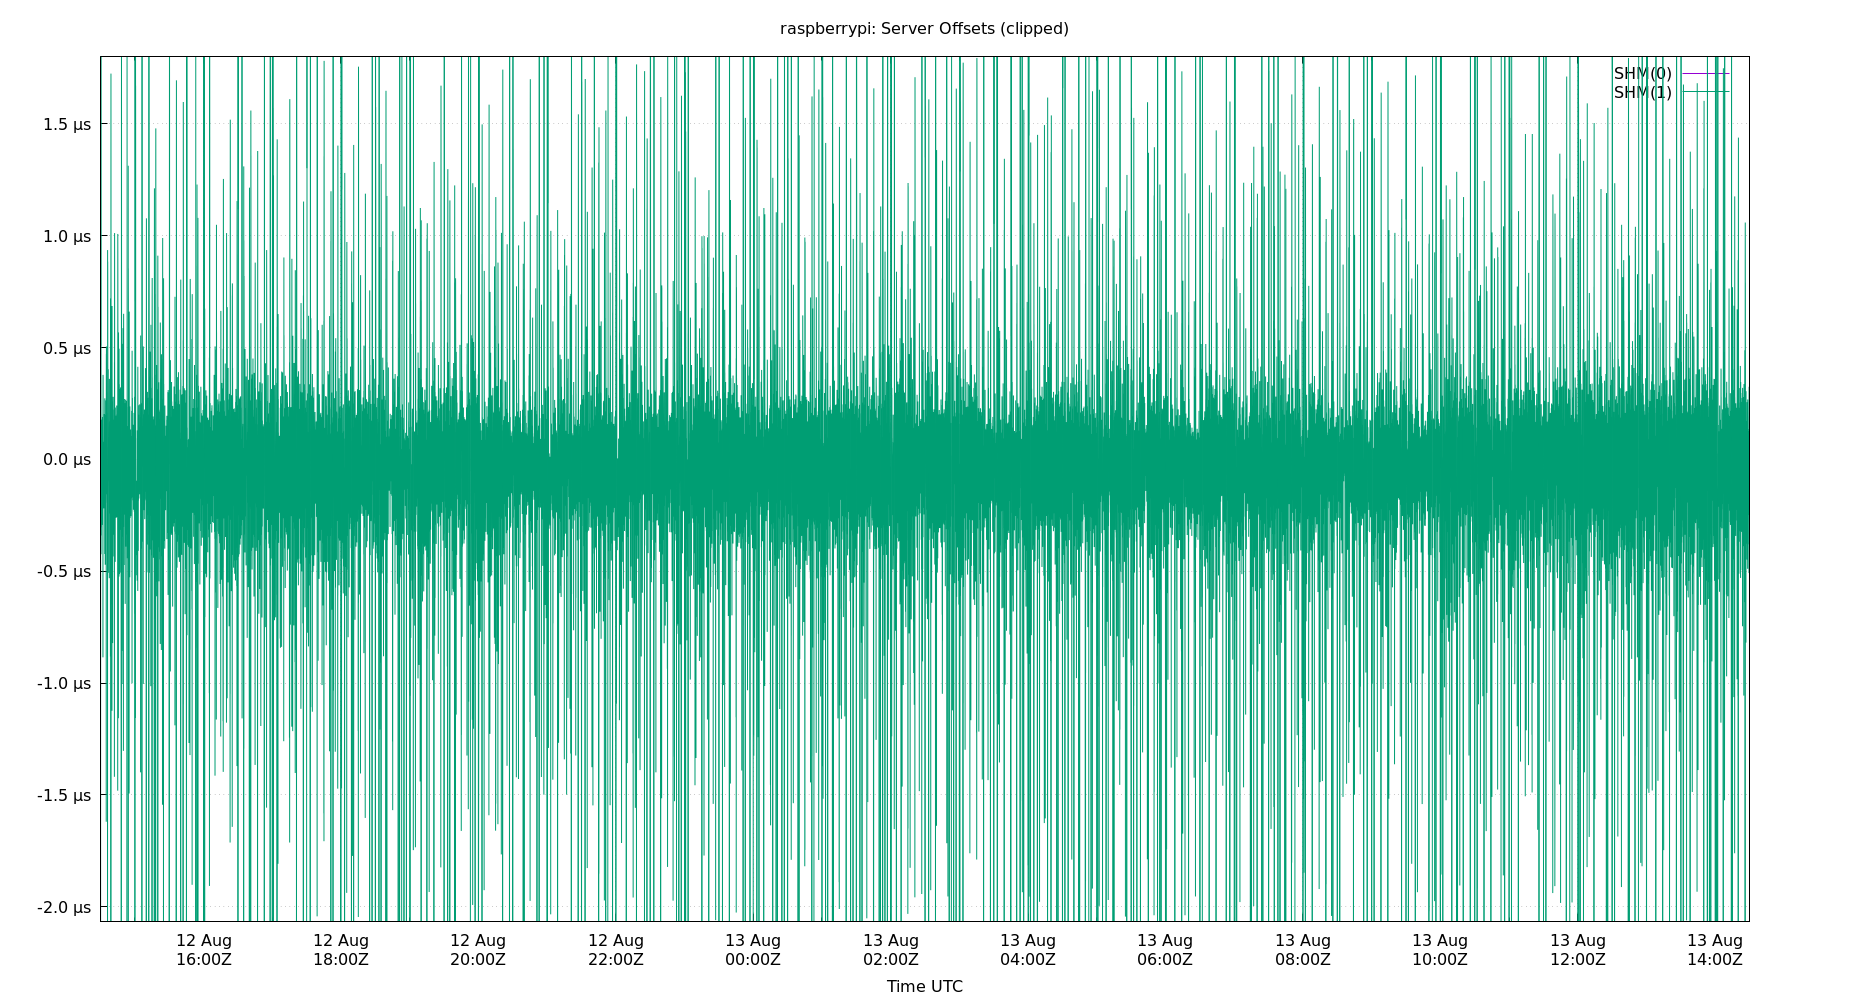 raspberrypi: Server Offsets (clipped)
SHM(0)
SHM(1)
1.5 µs
1.0 µs
0.5 µs
0.0 µs
-0.5 µs
-1.0 µs
-1.5 µs
-2.0 µs
12 Aug 12 Aug 12 Aug 12 Aug 13 Aug 13 Aug 13 Aug 13 Aug 13 Aug 13 Aug 13 Aug 13 Aug
16:00Z 18:00Z 20:00Z 22:00Z 00:00Z 02:00Z 04:00Z 06:00Z 08:00Z 10:00Z 12:00Z 14:00Z
Time UTC